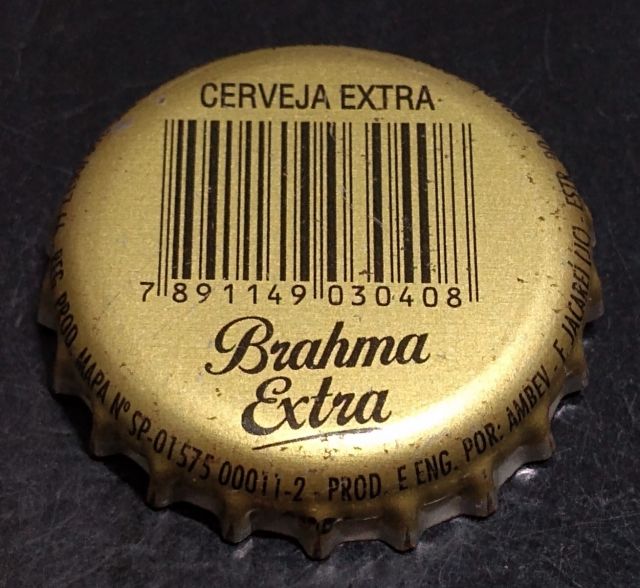 CERVEJA EXTRA
7 891149 030408
Brahma
Extra
REG. PROD. MAPA Nº SP-01575 00011-2 - PROD. E ENG. POR: AMBEV - F. JACAREÍ